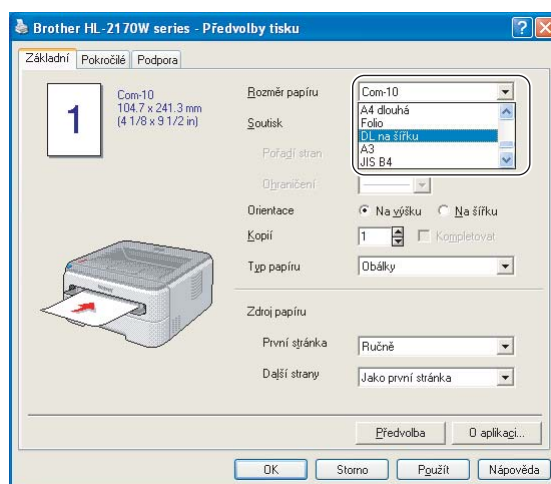 Brother HL-2170W series - Předvolby tisku
Základní Pokročilé Podpora
1
Com-10
104.7 x 241.3 mm
(4 1/8 x 9 1/2 in)
Rozměr papíru Com-10
A4 dlouhá
Folio
DL na šířku
A3
JIS B4
Soutisk
Pořadí stran
Ohraničení
Orientace Na výšku Na šířku
Kopií 1 Kompletovat
Typ papíru Obálky
Zdroj papíru
První stránka Ručně
Další strany Jako první stránka
Předvolba O aplikaci...
OK Storno Použít Nápověda